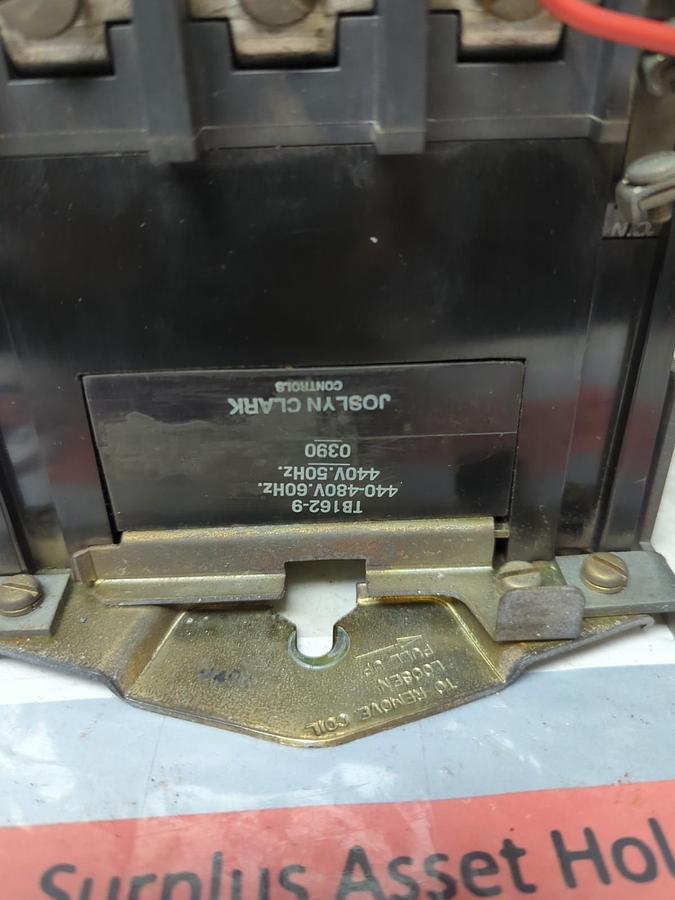 N.O.
TB162-9
440-480V.60Hz.
440V.50Hz.
0390
JOSLYN CLARK
CONTROLS
TO REMOVE COIL
LOOSEN
PULL UP
Surplus Asset Hol